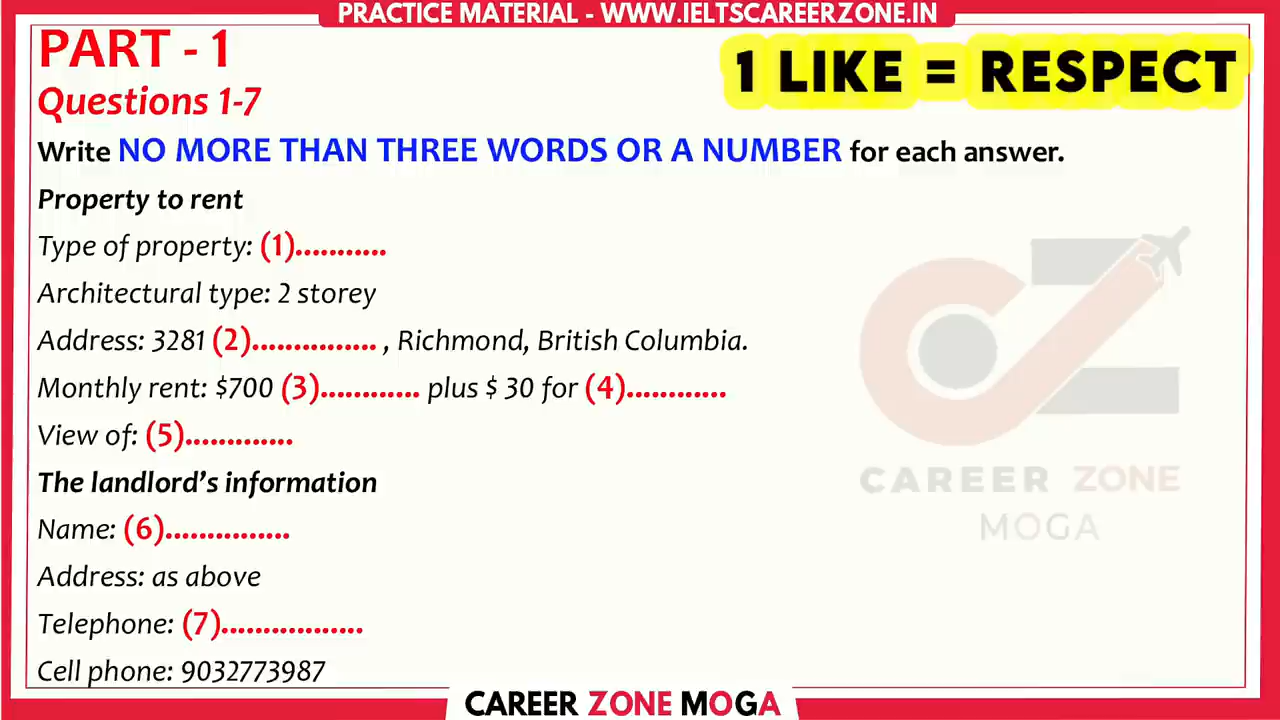 PRACTICE MATERIAL - WWW.IELTSCAREERZONE.IN
PART - 1
1 LIKE = RESPECT
Questions 1-7
Write NO MORE THAN THREE WORDS OR A NUMBER for each answer.
Property to rent
Type of property: (1)...........
Architectural type: 2 storey
Address: 3281 (2)............... , Richmond, British Columbia.
Monthly rent: $700 (3)............ plus $ 30 for (4)............
View of: (5).............
The landlord's information
Name: (6)...............
Address: as above
Telephone: (7).................
Cell phone: 9032773987
CAREER ZONE
MOGA
CAREER ZONE MOGA